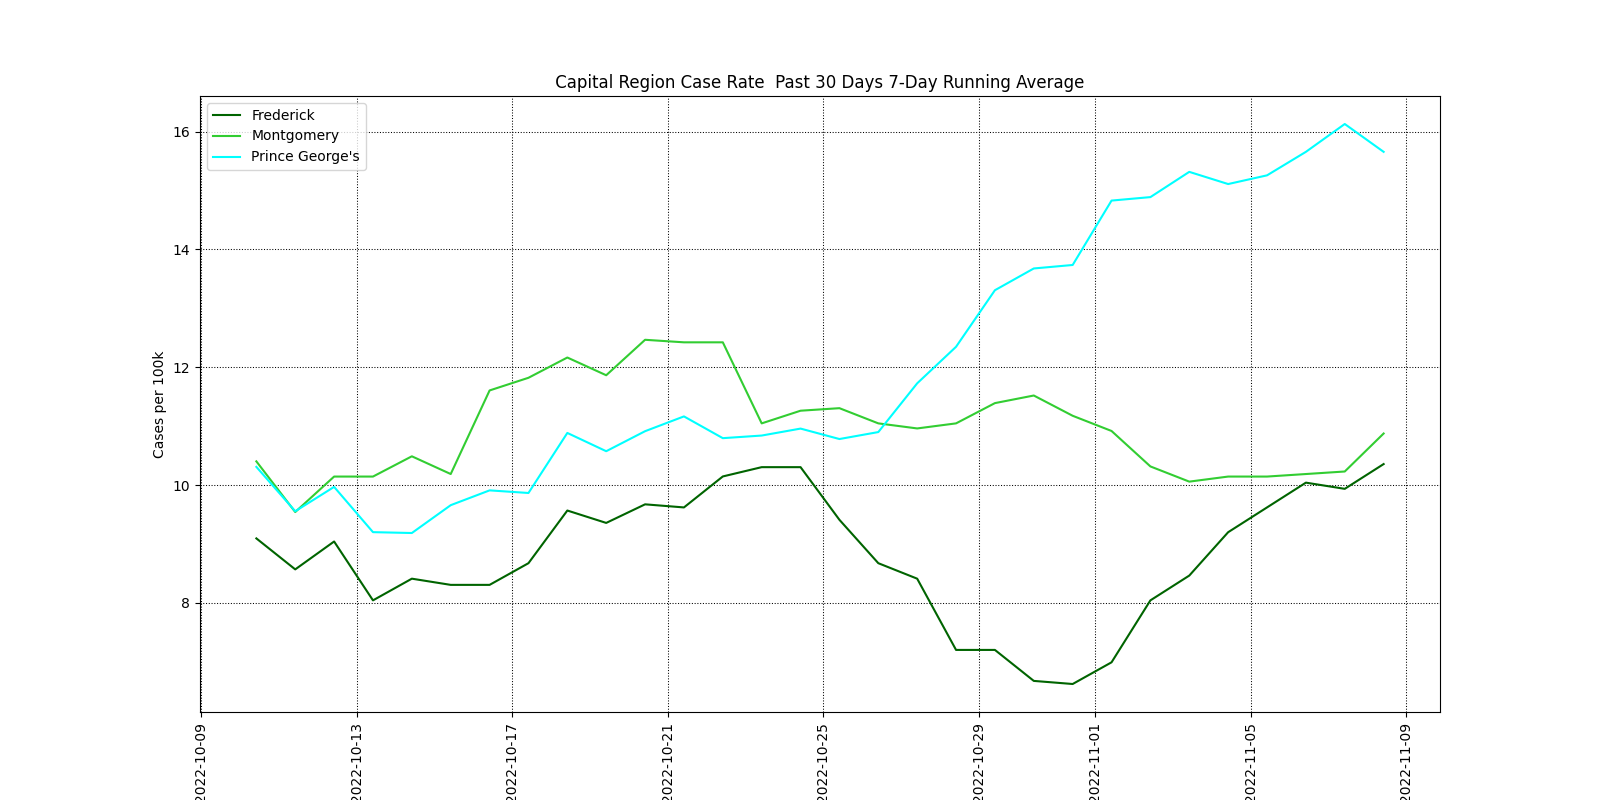 Capital Region Case Rate  Past 30 Days 7-Day Running Average
Frederick
Montgomery
Prince George's
Cases per 100k
16
14
12
10
8
2022-10-09
2022-10-13
2022-10-17
2022-10-21
2022-10-25
2022-10-29
2022-11-01
2022-11-05
2022-11-09